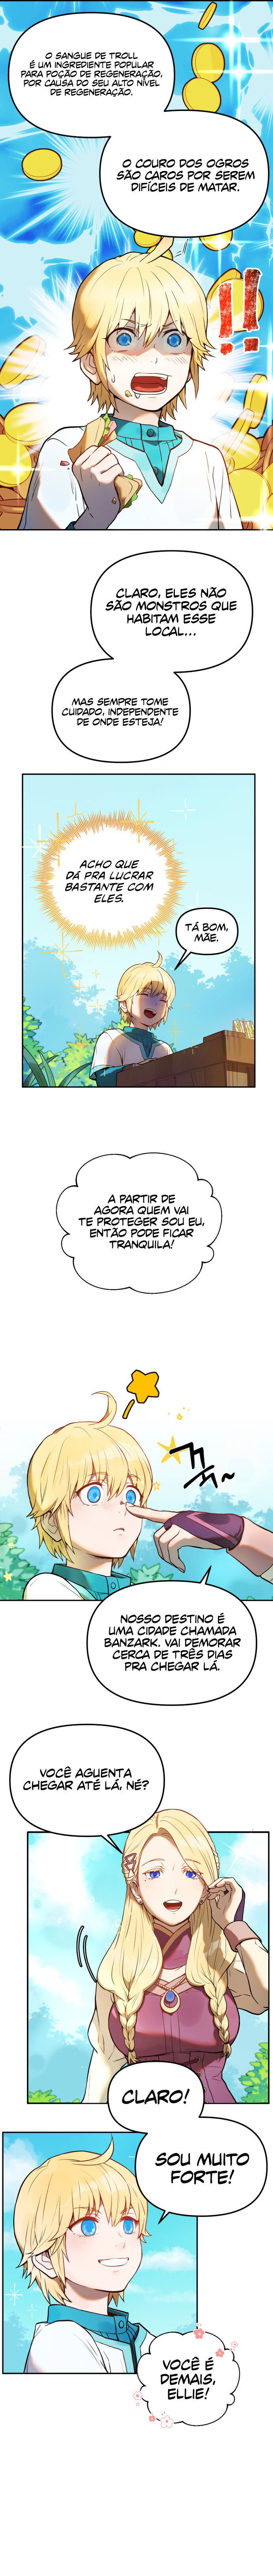 O SANGUE DE TROLL
É UM INGREDIENTE POPULAR
PARA POÇÃO DE REGENERAÇÃO,
POR CAUSA DO SEU ALTO NÍVEL
DE REGENERAÇÃO.
O COURO DOS OGROS
SÃO CAROS POR SEREM
DIFÍCEIS DE MATAR.
!!
CLARO, ELES NÃO
SÃO MONSTROS QUE
HABITAM ESSE
LOCAL...
MAS SEMPRE TOME
CUIDADO, INDEPENDENTE
DE ONDE ESTEJA!
ACHO QUE
DÁ PRA LUCRAR
BASTANTE COM
ELES.
TÁ BOM,
MÃE.
A PARTIR DE
AGORA QUEM VAI
TE PROTEGER SOU EU,
ENTÃO PODE FICAR
TRANQUILA!
NOSSO DESTINO É
UMA CIDADE CHAMADA
BANZARK. VAI DEMORAR
CERCA DE TRÊS DIAS
PRA CHEGAR LÁ.
VOCÊ AGUENTA
CHEGAR ATÉ LÁ, NÉ?
CLARO!
SOU MUITO
FORTE!
VOCÊ É
DEMAIS,
ELLIE!